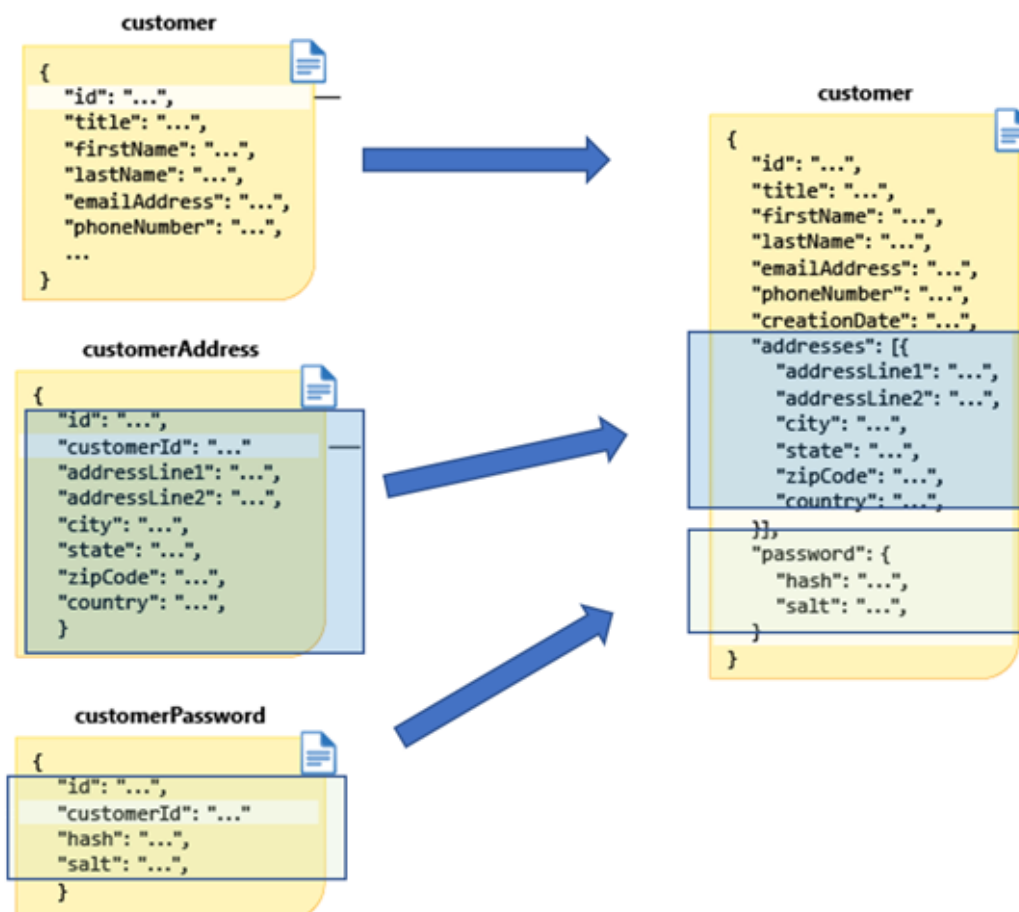 customer
{
"id": "...",
"title": "...",
"firstName": "...",
"lastName": "...",
"emailAddress": "...",
"phoneNumber": "...",
...
}
customerAddress
{
"id": "...",
"customerId": "..."
"addressLine1": "...",
"addressLine2": "...",
"city": "...",
"state": "...",
"zipCode": "...",
"country": "...",
}
customerPassword
{
"id": "...",
"customerId": "..."
"hash": "...",
"salt": "...",
}
customer
{
"id": "...",
"title": "...",
"firstName": "...",
"lastName": "...",
"emailAddress": "...",
"phoneNumber": "...",
"creationDate": "...",
"addresses": [{
"addressLine1": "...",
"addressLine2": "...",
"city": "...",
"state": "...",
"zipCode": "...",
"country": "...",
}],
"password": {
"hash": "...",
"salt": "...",
}
}